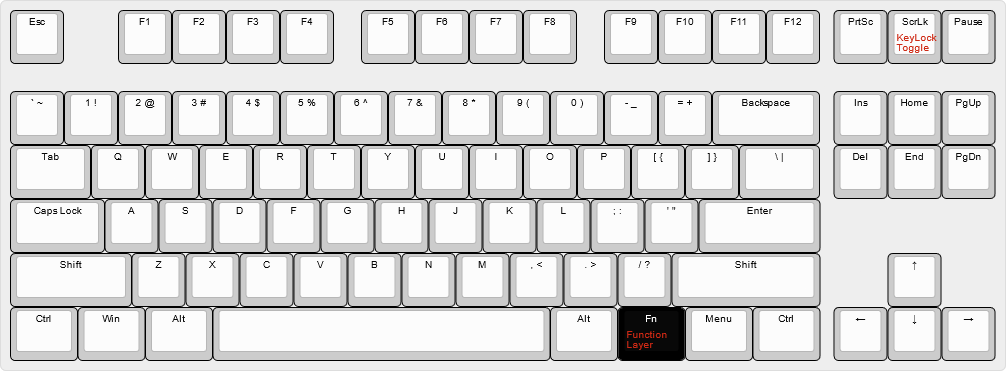 Esc F1 F2 F3 F4 F5 F6 F7 F8 F9 F10 F11 F12 PrtSc ScrLk Pause
KeyLock
Toggle
` ~ 1 ! 2 @ 3 # 4 $ 5 % 6 ^ 7 & 8 * 9 ( 0 ) - _ = + Backspace Ins Home PgUp
Tab Q W E R T Y U I O P [ { ] } \ | Del End PgDn
Caps Lock A S D F G H J K L ; : ' " Enter
Shift Z X C V B N M , < . > / ? Shift ↑
Ctrl Win Alt Alt Fn Menu Ctrl ← ↓ →
Function
Layer